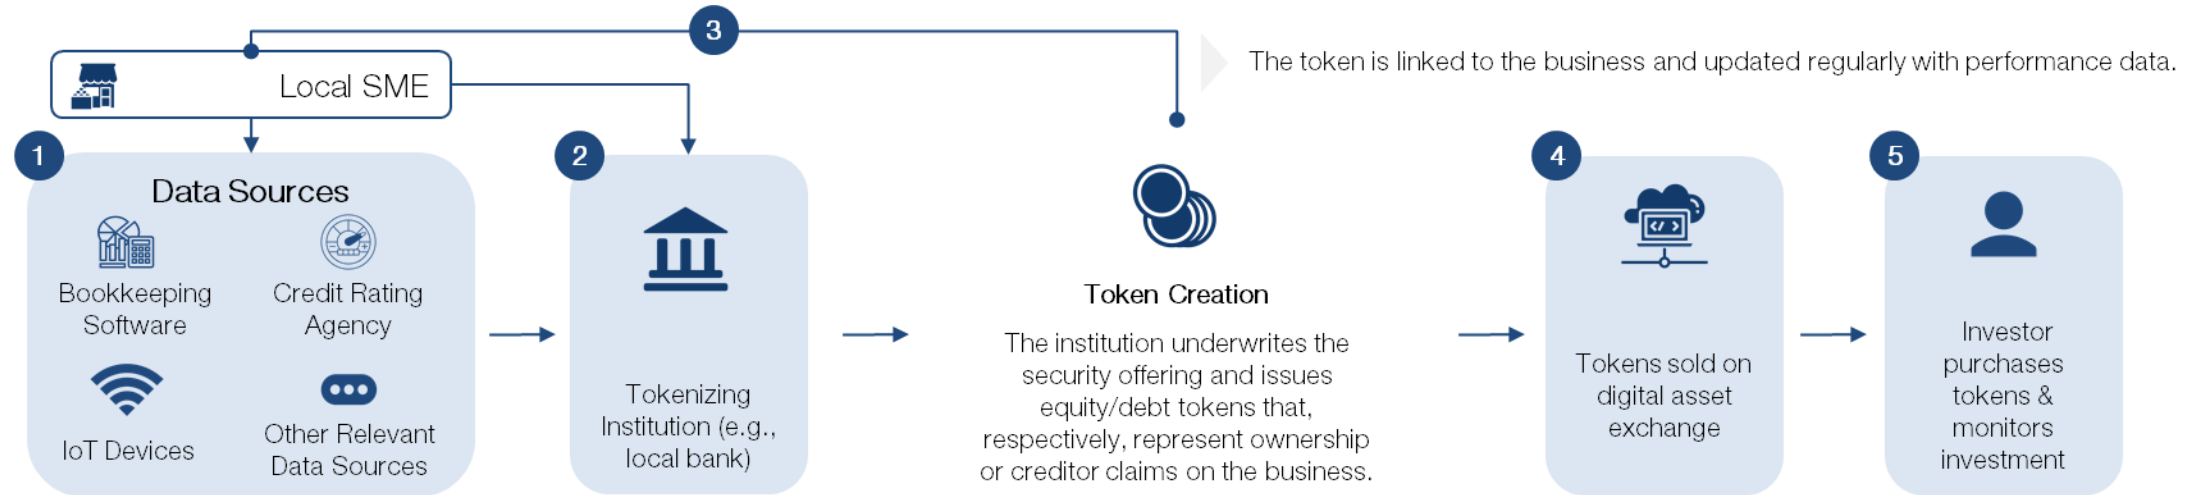 3
The token is linked to the business and updated regularly with performance data.
Local SME
1
Data Sources
Bookkeeping
Software
Credit Rating
Agency
IoT Devices
Other Relevant
Data Sources
2
Tokenizing
Institution (e.g.,
local bank)
Token Creation
The institution underwrites the
security offering and issues
equity/debt tokens that,
respectively, represent ownership
or creditor claims on the business.
4
</>
Tokens sold on
digital asset
exchange
5
Investor
purchases
tokens &
monitors
investment